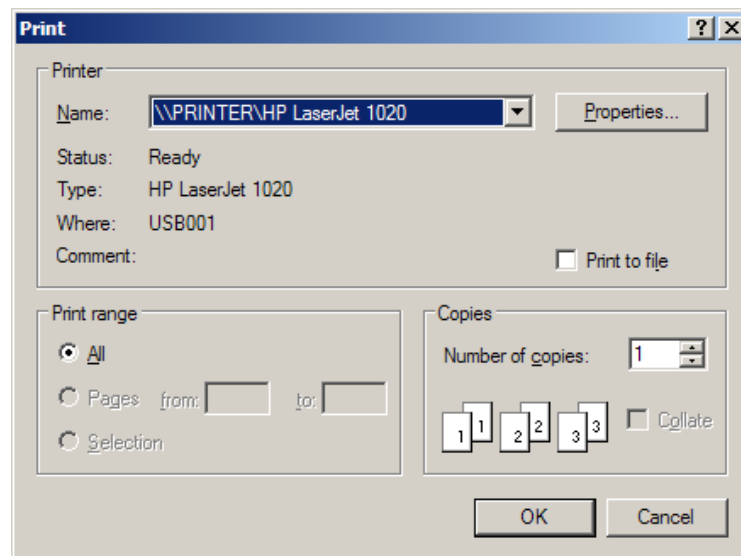 Print
Printer
Name: \\PRINTER\HP LaserJet 1020 Properties...
Status: Ready
Type: HP LaserJet 1020
Where: USB001
Comment: Print to file
Print range
All
Pages from: to:
Selection
Copies
Number of copies: 1
1 1 2 2 3 3 Collate
OK Cancel